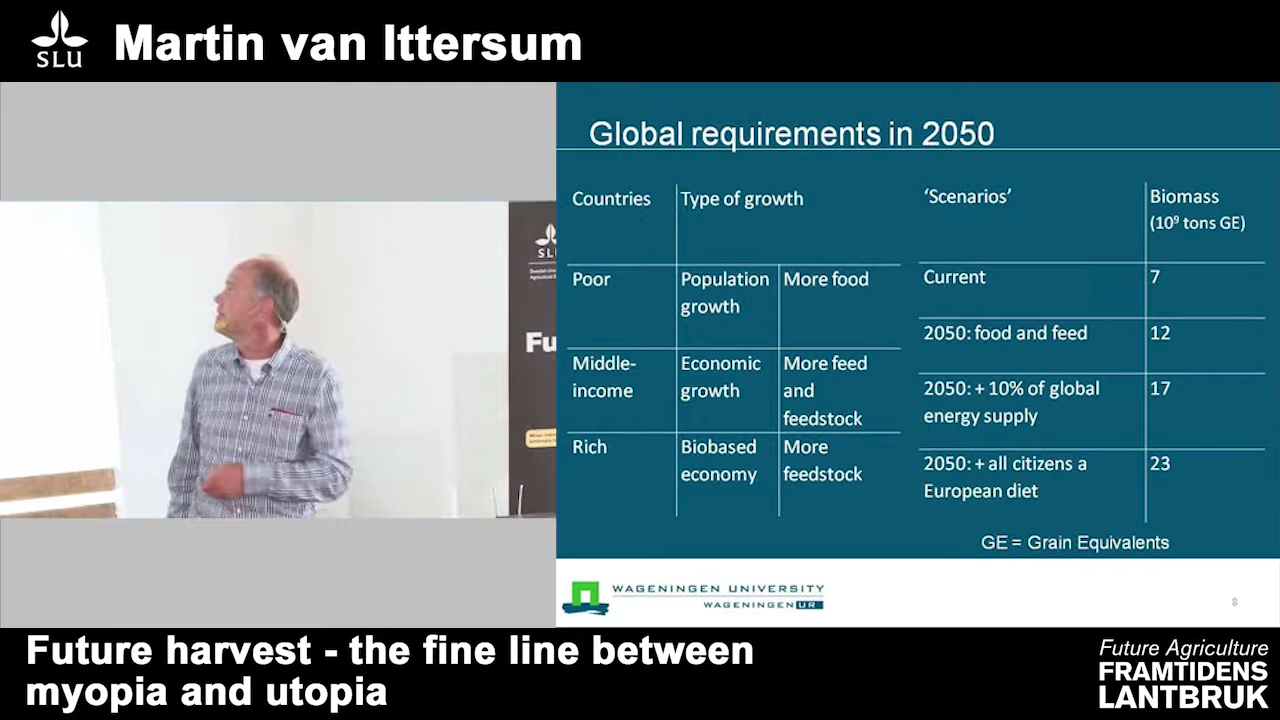 SLU
Martin van Ittersum
Global requirements in 2050
Countries
Type of growth
Poor
Population
growth
More food
Middle-
income
Economic
growth
More feed
and
feedstock
Rich
Biobased
economy
More
feedstock
‘Scenarios’
Biomass
(10⁹ tons GE)
Current
7
2050: food and feed
12
2050: + 10% of global
energy supply
17
2050: + all citizens a
European diet
23
GE = Grain Equivalents
WAGENINGEN UNIVERSITY
WAGENINGEN UR
8
SLU
Fu
Future harvest - the fine line between
myopia and utopia
Future Agriculture
FRAMTIDENS
LANTBRUK